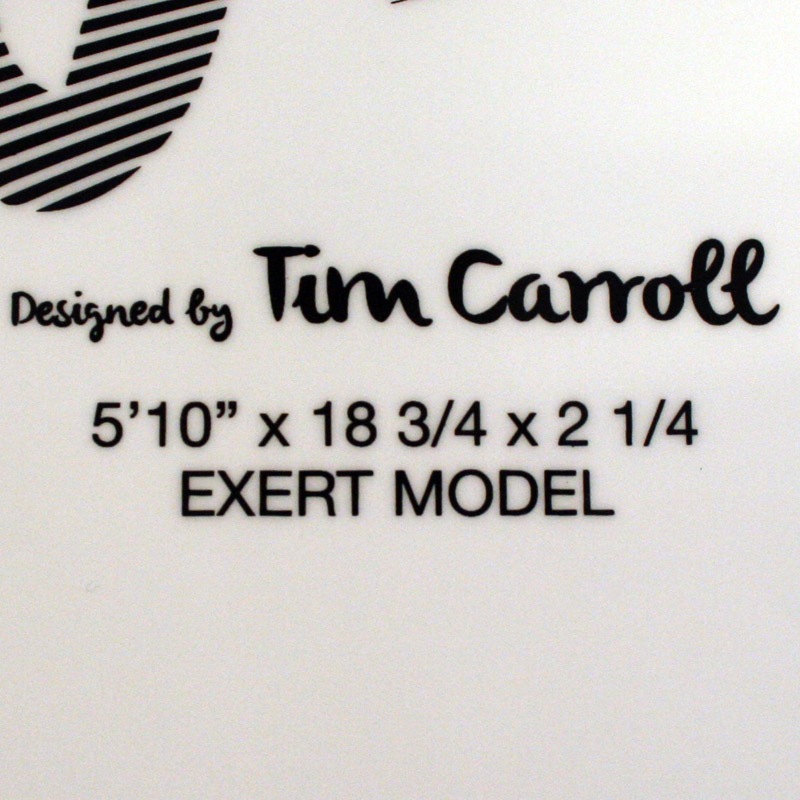 Designed by Tim Carroll
5’10” x 18 3/4 x 2 1/4
EXERT MODEL